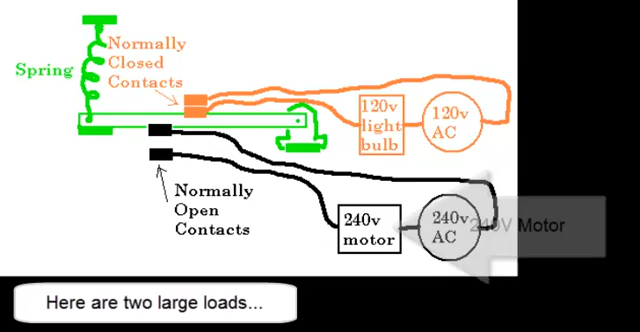 Normally
Closed
Contacts
Spring
120v
light
bulb
120v
AC
Normally
Open
Contacts
240v
motor
240v
AC
240V Motor
Here are two large loads...